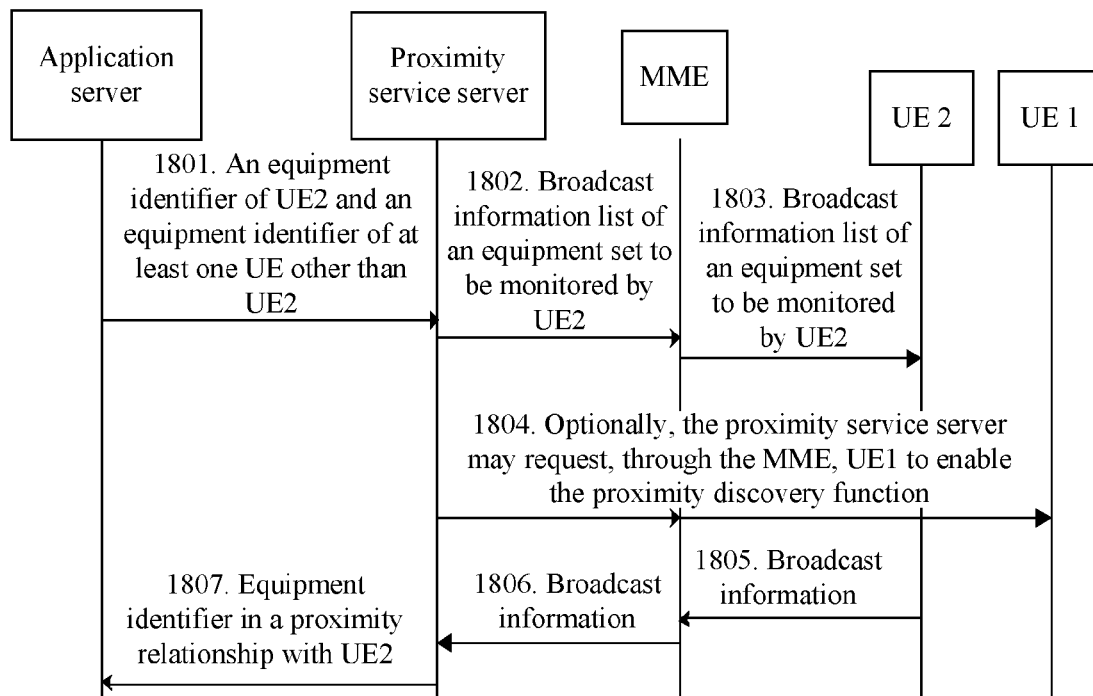 Application
server
Proximity
service server
MME
UE 2
UE 1
1801. An equipment
identifier of UE2 and an
equipment identifier of at
least one UE other than
UE2
1802. Broadcast
information list of
an equipment set to
be monitored by
UE2
1803. Broadcast
information list of
an equipment set
to be monitored
by UE2
1804. Optionally, the proximity service server
may request, through the MME, UE1 to enable
the proximity discovery function
1805. Broadcast
information
1806. Broadcast
information
1807. Equipment
identifier in a proximity
relationship with UE2